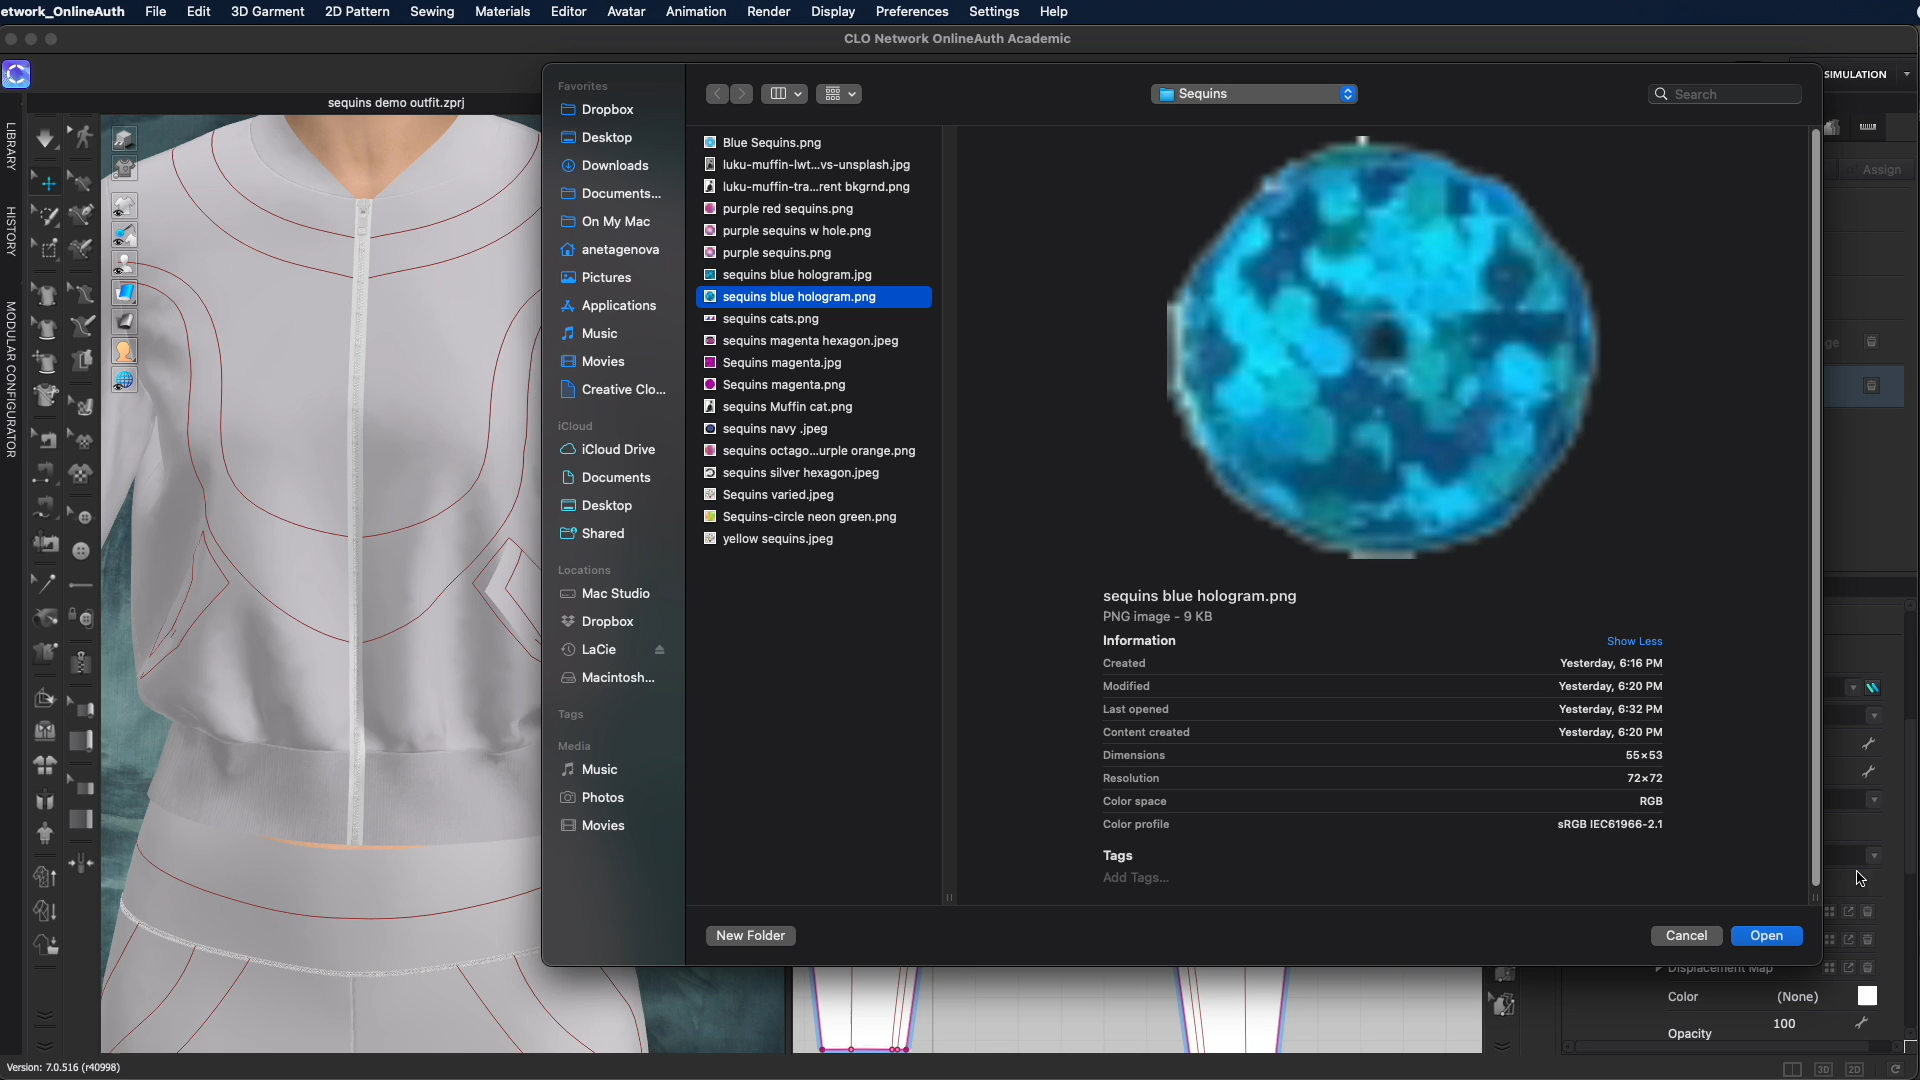 etwork_OnlineAuth File Edit 3D Garment 2D Pattern Sewing Materials Editor Avatar Animation Render Display Preferences Settings Help
CLO Network OnlineAuth Academic
SIMULATION
sequins demo outfit.zprj
LIBRARY
HISTORY
MODULAR CONFIGURATOR
Favorites
Dropbox
Desktop
Downloads
Documents...
On My Mac
anetagenova
Pictures
Applications
Music
Movies
Creative Clo...
iCloud
iCloud Drive
Documents
Desktop
Shared
Locations
Mac Studio
Dropbox
LaCie
Macintosh...
Tags
Media
Music
Photos
Movies
Sequins
Search
Blue Sequins.png
luku-muffin-lwt...vs-unsplash.jpg
luku-muffin-tra...rent bkgrnd.png
purple red sequins.png
purple sequins w hole.png
purple sequins.png
sequins blue hologram.jpg
sequins blue hologram.png
sequins cats.png
sequins magenta hexagon.jpeg
Sequins magenta.jpg
Sequins magenta.png
sequins Muffin cat.png
sequins navy .jpeg
sequins octago...urple orange.png
sequins silver hexagon.jpeg
Sequins varied.jpeg
Sequins-circle neon green.png
yellow sequins.jpeg
sequins blue hologram.png
PNG image - 9 KB
Information Show Less
Created Yesterday, 6:16 PM
Modified Yesterday, 6:20 PM
Last opened Yesterday, 6:32 PM
Content created Yesterday, 6:20 PM
Dimensions 55×53
Resolution 72×72
Color space RGB
Color profile sRGB IEC61966-2.1
Tags
Add Tags...
New Folder Cancel Open
Assign
ge
Displacement Map
Color (None)
Opacity 100
Version: 7.0.516 (r40998)
3D 2D